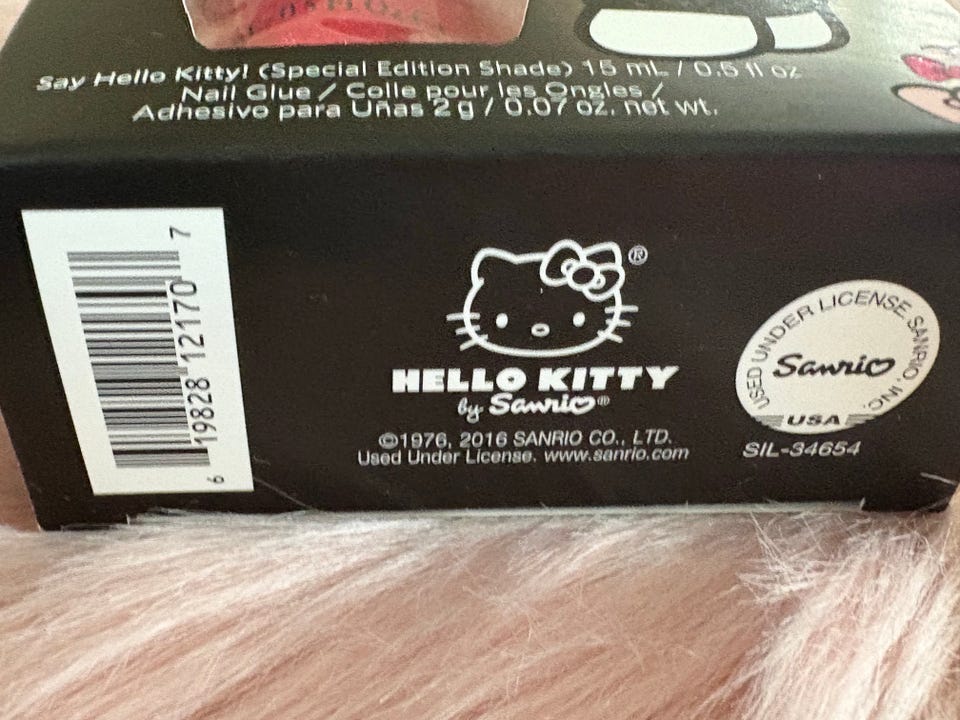 Say Hello Kitty! (Special Edition Shade) 15 mL / 0.5 fl oz
Nail Glue / Colle pour les Ongles /
Adhesivo para Uñas 2 g / 0.07 oz. net wt.
6 19828 12170 7
®
HELLO KITTY
by Sanrio®
©1976, 2016 SANRIO CO., LTD.
Used Under License. www.sanrio.com
USED UNDER LICENSE, SANRIO, INC.
Sanrio
USA
SIL-34654